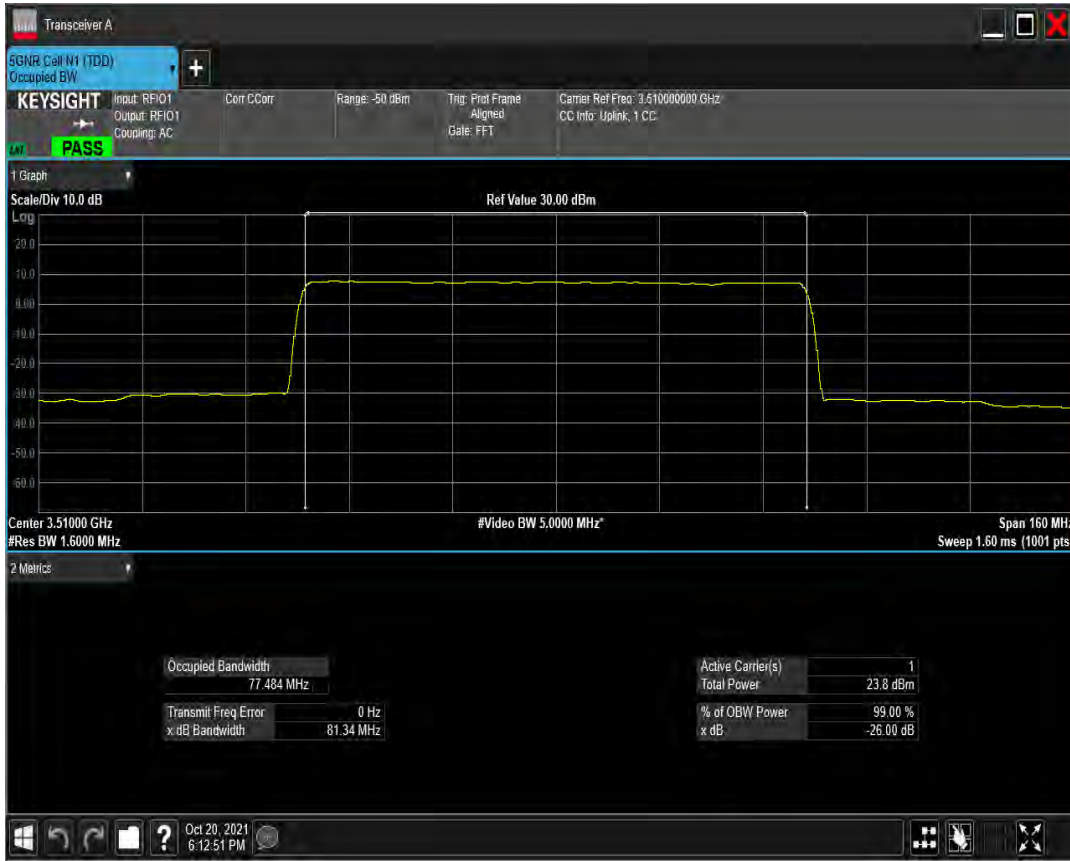 Transceiver A
5GNR Cell N1 (TDD)
Occupied BW
+
KEYSIGHT
Input: RFIO1
Output: RFIO1
Coupling: AC
Corr CCorr
Range: -50 dBm
Trig: Prot Frame
Aligned
Gate: FFT
Carrier Ref Freq: 3.510000000 GHz
CC Info: Uplink, 1 CC
PASS
1 Graph
Scale/Div 10.0 dB
Ref Value 30.00 dBm
Log
20.0
10.0
0.00
-10.0
-20.0
-30.0
-40.0
-50.0
-60.0
Center 3.51000 GHz
#Video BW 5.0000 MHz*
Span 160 MHz
#Res BW 1.6000 MHz
Sweep 1.60 ms (1001 pts
2 Metrics
Occupied Bandwidth
77.484 MHz
Transmit Freq Error 0 Hz
x dB Bandwidth 81.34 MHz
Active Carrier(s) 1
Total Power 23.8 dBm
% of OBW Power 99.00 %
x dB -26.00 dB
?
Oct 20, 2021
6:12:51 PM